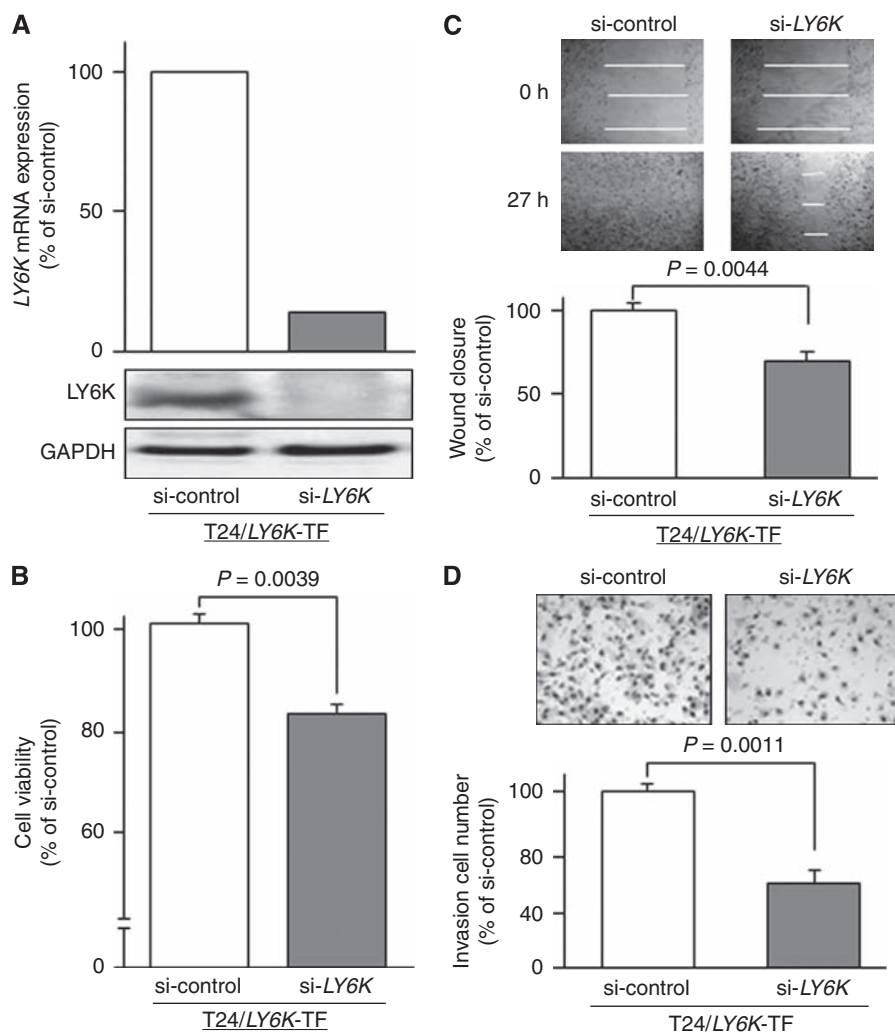 A
LY6K mRNA expression
(% of si-control)
100
50
0
LY6K
GAPDH
si-control si-LY6K
T24/LY6K-TF
B
P = 0.0039
Cell viability
(% of si-control)
100
80
60
0
si-control si-LY6K
T24/LY6K-TF
C
si-control si-LY6K
0 h
27 h
P = 0.0044
Wound closure
(% of si-control)
100
50
0
si-control si-LY6K
T24/LY6K-TF
D
si-control si-LY6K
P = 0.0011
Invasion cell number
(% of si-control)
100
80
40
0
si-control si-LY6K
T24/LY6K-TF